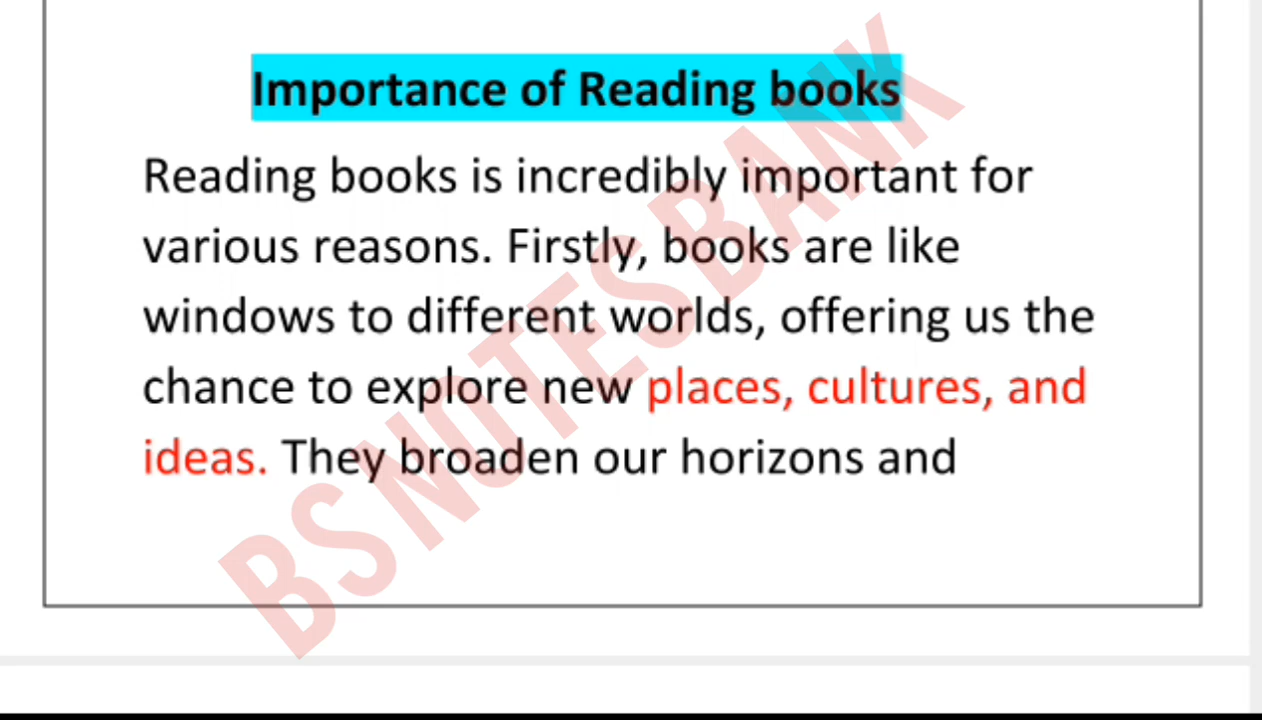 Importance of Reading books
Reading books is incredibly important for
various reasons. Firstly, books are like
windows to different worlds, offering us the
chance to explore new places, cultures, and
ideas. They broaden our horizons and
BS NOTES BANK